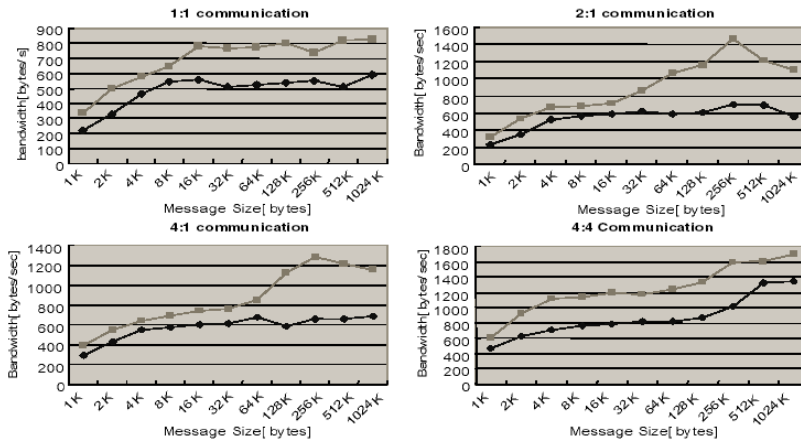 1:1 communication
bandwidth[bytes/s]
900
800
700
600
500
400
300
200
100
0
1K 2K 4K 8K 16K 32K 64K 128K 256K 512K 1024K
Message Size[bytes]
2:1 communication
Bandwidth[bytes/sec]
1600
1400
1200
1000
800
600
400
200
0
1K 2K 4K 8K 16K 32K 64K 128K 256K 512K 1024K
Message Size[bytes]
4:1 communication
Bandwidth[bytes/sec]
1400
1200
1000
800
600
400
200
0
1K 2K 4K 8K 16K 32K 64K 128K 256K 512K 1024K
Message Size[bytes]
4:4 Communication
Bandwidth[bytes/sec]
1800
1600
1400
1200
1000
800
600
400
200
0
1K 2K 4K 8K 16K 32K 64K 128K 256K 512K 1024K
Message Size[bytes]